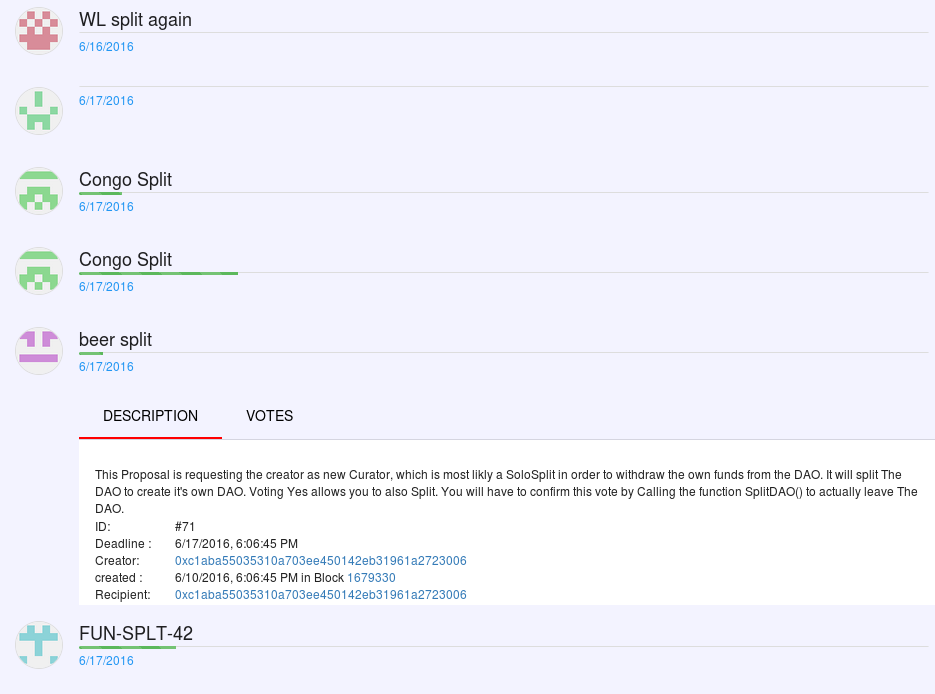 WL split again
6/16/2016
6/17/2016
Congo Split
6/17/2016
Congo Split
6/17/2016
beer split
6/17/2016
DESCRIPTION VOTES
This Proposal is requesting the creator as new Curator, which is most likly a SoloSplit in order to withdraw the own funds from the DAO. It will split The
DAO to create it's own DAO. Voting Yes allows you to also Split. You will have to confirm this vote by Calling the function SplitDAO() to actually leave The
DAO.
ID: #71
Deadline : 6/17/2016, 6:06:45 PM
Creator: 0xc1aba55035310a703ee450142eb31961a2723006
created : 6/10/2016, 6:06:45 PM in Block 1679330
Recipient: 0xc1aba55035310a703ee450142eb31961a2723006
FUN-SPLT-42
6/17/2016